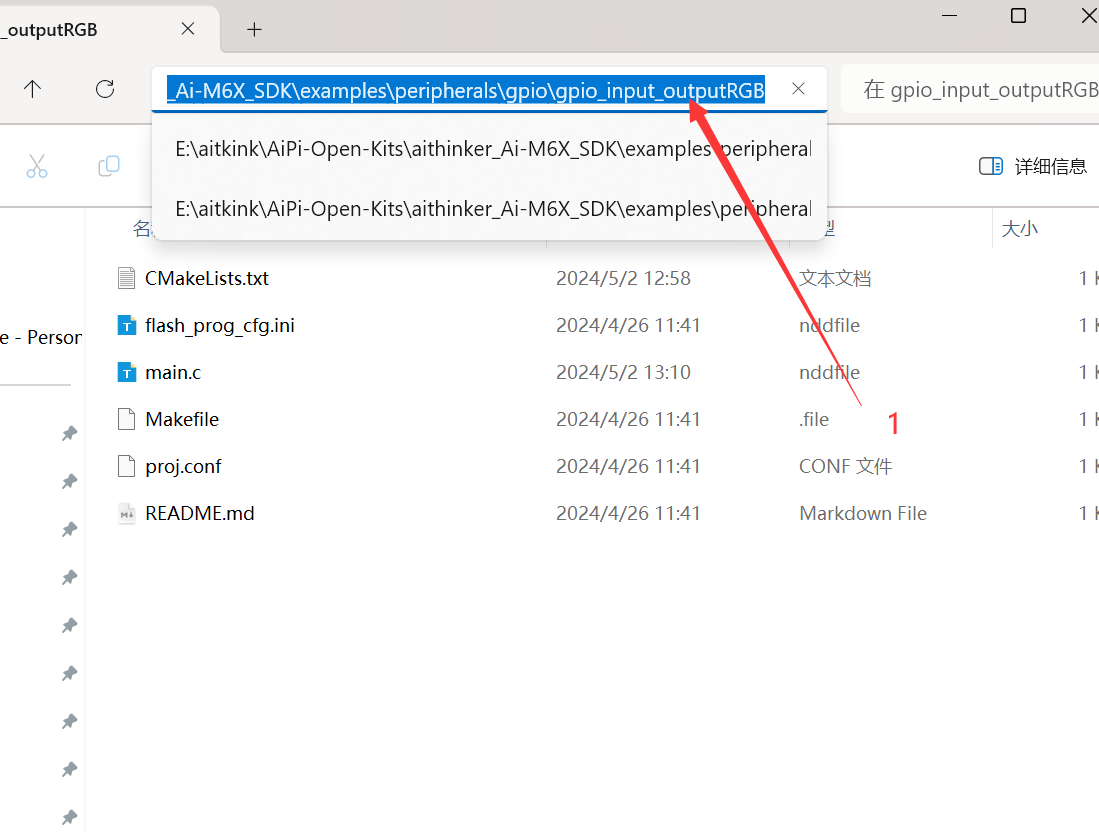 _outputRGB
_Ai-M6X_SDK\examples\peripherals\gpio\gpio_input_outputRGB
在 gpio_input_outputRGB
E:\aitkink\AiPi-Open-Kits\aithinker_Ai-M6X_SDK\examples\peripheral
详细信息
E:\aitkink\AiPi-Open-Kits\aithinker_Ai-M6X_SDK\examples\peripheral
名 型 大小
CMakeLists.txt 2024/5/2 12:58 文本文档 1 K
flash_prog_cfg.ini 2024/4/26 11:41 nddfile 1 K
e - Person
main.c 2024/5/2 13:10 nddfile 1 K
Makefile 2024/4/26 11:41 .file 1 K
1
proj.conf 2024/4/26 11:41 CONF 文件 1 K
README.md 2024/4/26 11:41 Markdown File 1 K